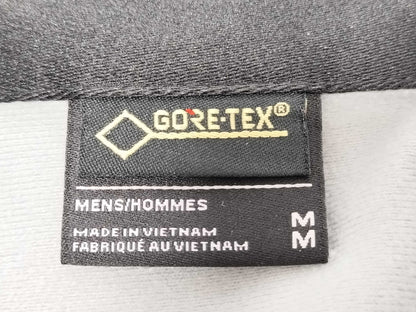 GORE-TEX®
MENS/HOMMES M
MADE IN VIETNAM M
FABRIQUÉ AU VIETNAM